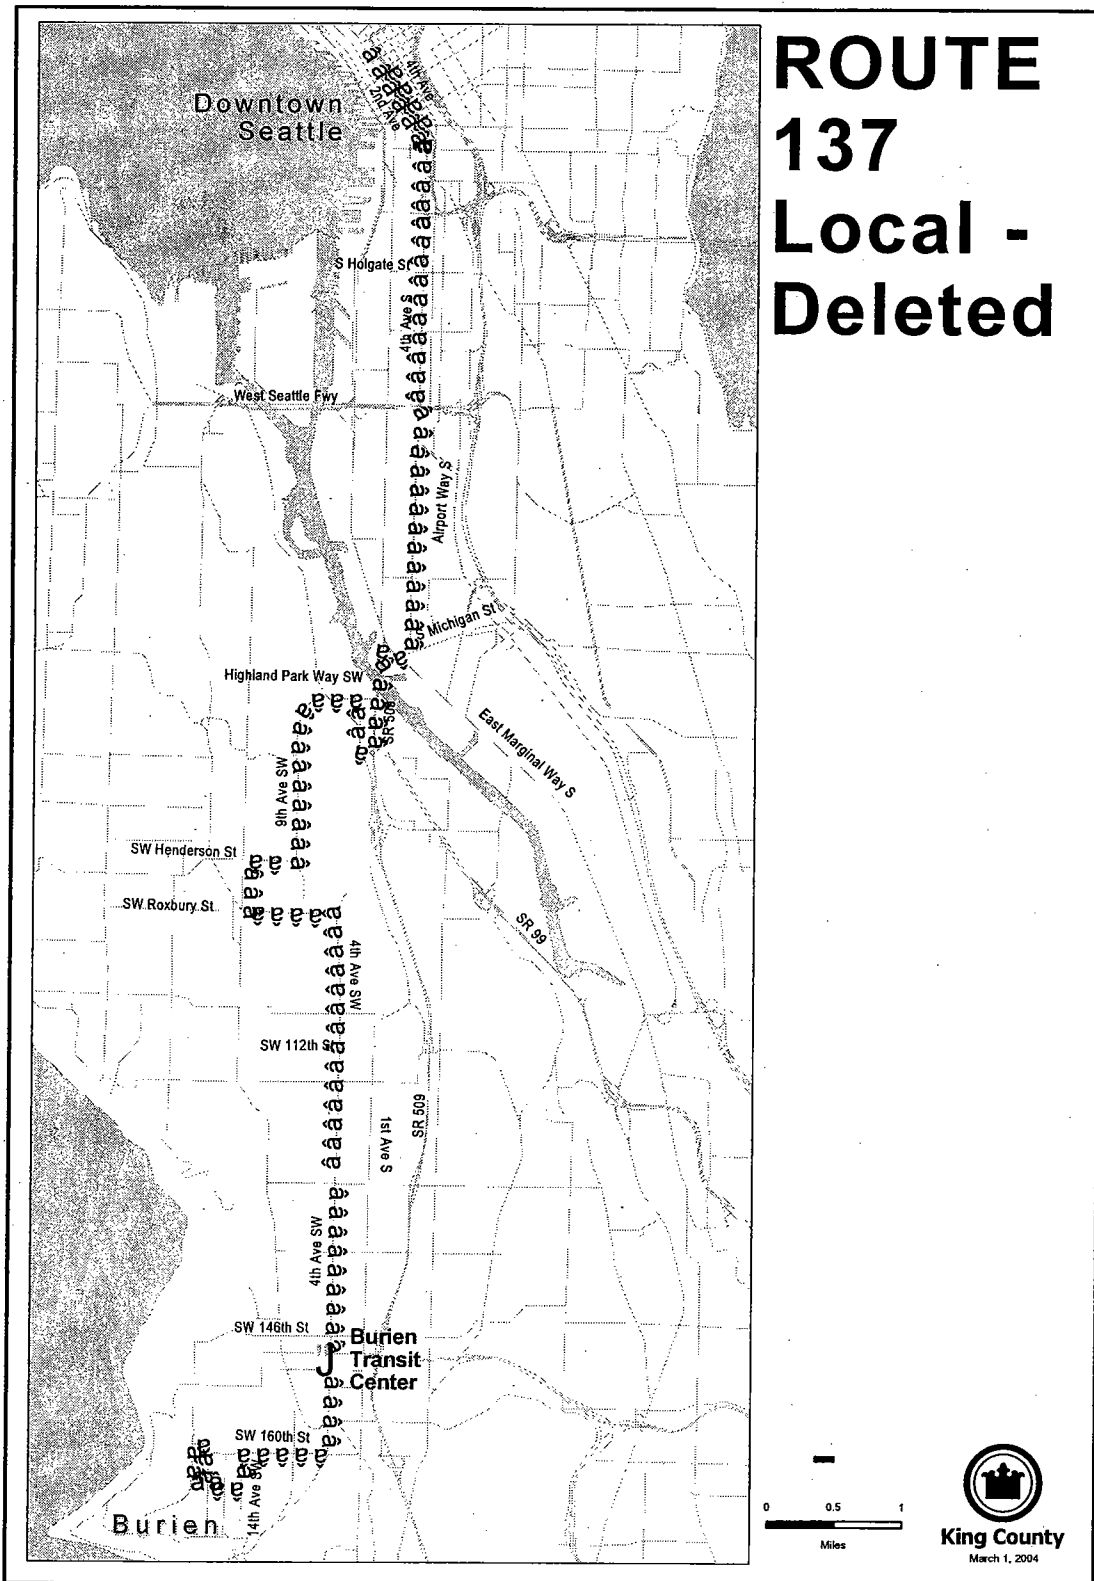 ROUTE
137
Local -
Deleted
Downtown
Seattle
4th Ave
2nd Ave
S Holgate St
4th Ave S
West Seattle Fwy
Airport Way S
S Michigan St
Highland Park Way SW
SR 509
East Marginal Way S
9th Ave SW
SW Henderson St
SW Roxbury St
SR 99
4th Ave SW
SW 112th St
SR 509
1st Ave S
4th Ave SW
SW 146th St
J
Burien
Transit
Center
SW 160th St
14th Ave SW
Burien
0 0.5 1
Miles
King County
March 1, 2004